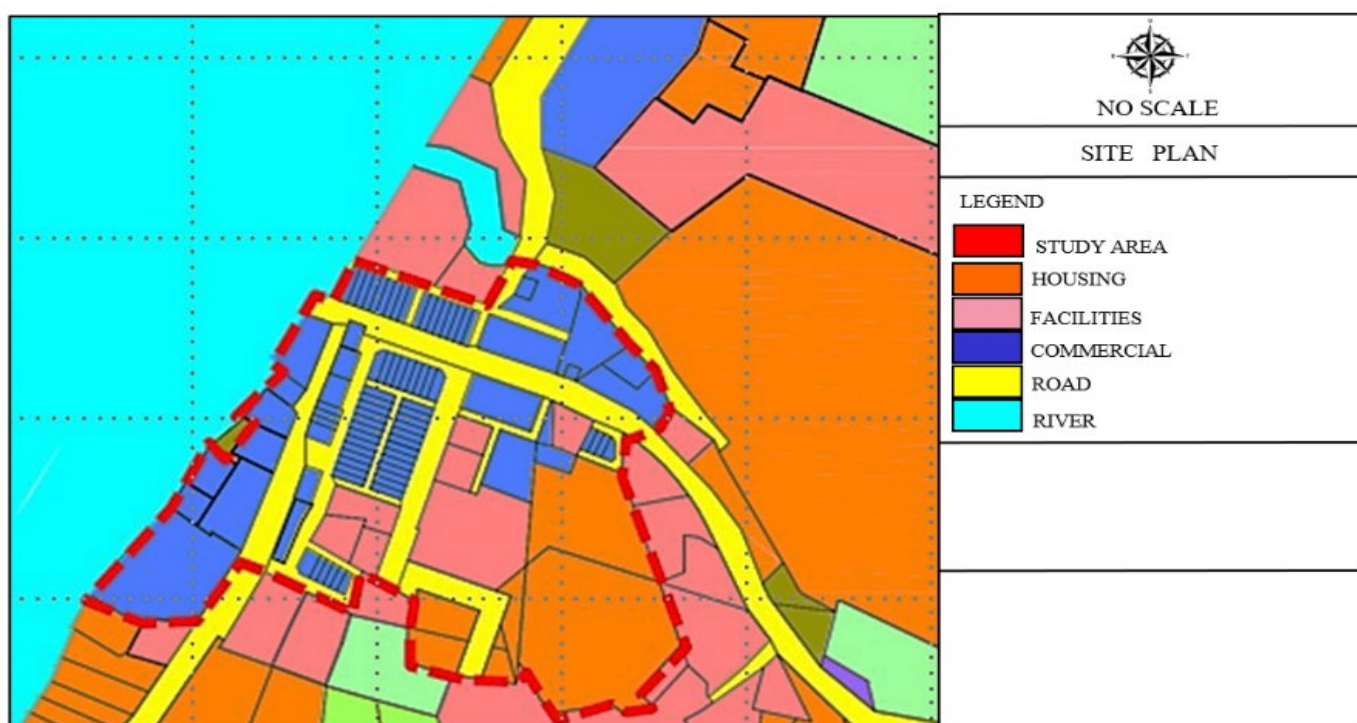 NO SCALE
SITE PLAN
LEGEND
STUDY AREA
HOUSING
FACILITIES
COMMERCIAL
ROAD
RIVER